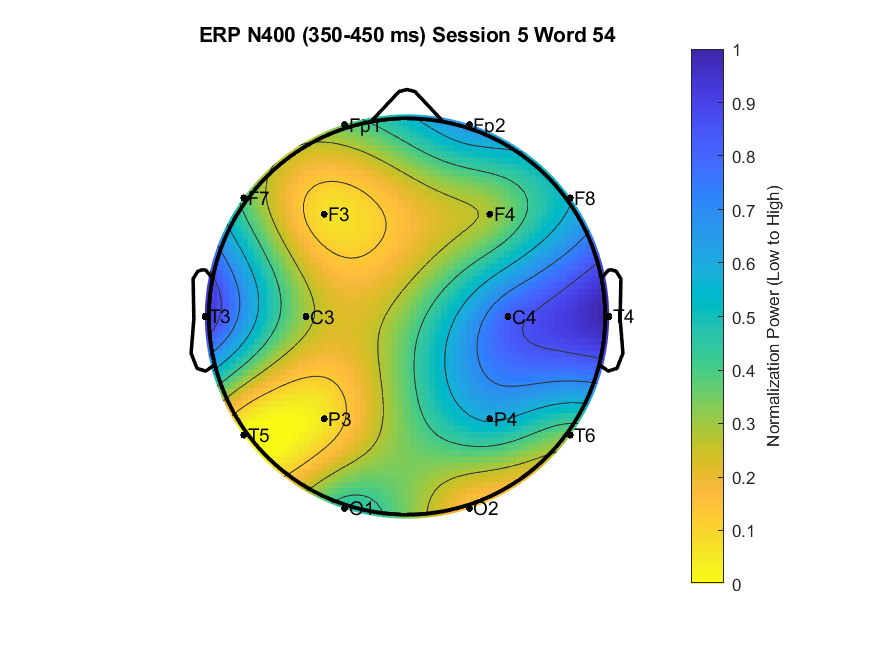 ERP N400 (350-450 ms) Session 5 Word 54
Fp1
Fp2
F7
F3
F4
F8
T3
C3
C4
T4
T5
P3
P4
T6
O1
O2
1
0.9
0.8
0.7
0.6
0.5
0.4
0.3
0.2
0.1
0
Normalization Power (Low to High)